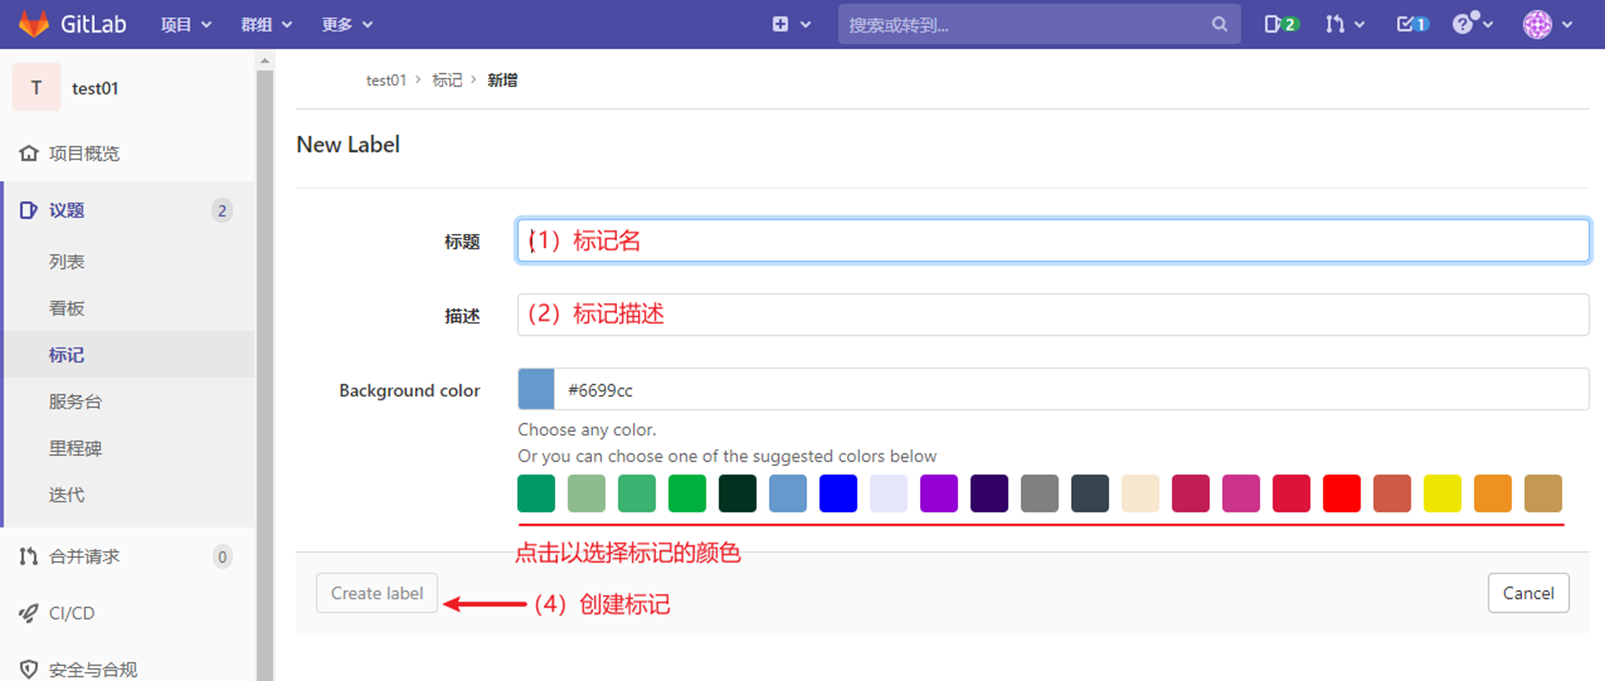 GitLab 项目 群组 更多 搜索或转到... 2 1
T test01
test01 > 标记 > 新增
New Label
项目概览
议题 2
列表
看板
标记
服务台
里程碑
迭代
合并请求 0
CI/CD
安全与合规
标题 (1）标记名
描述 （2）标记描述
Background color #6699cc
Choose any color.
Or you can choose one of the suggested colors below
点击以选择标记的颜色
Create label （4）创建标记 Cancel